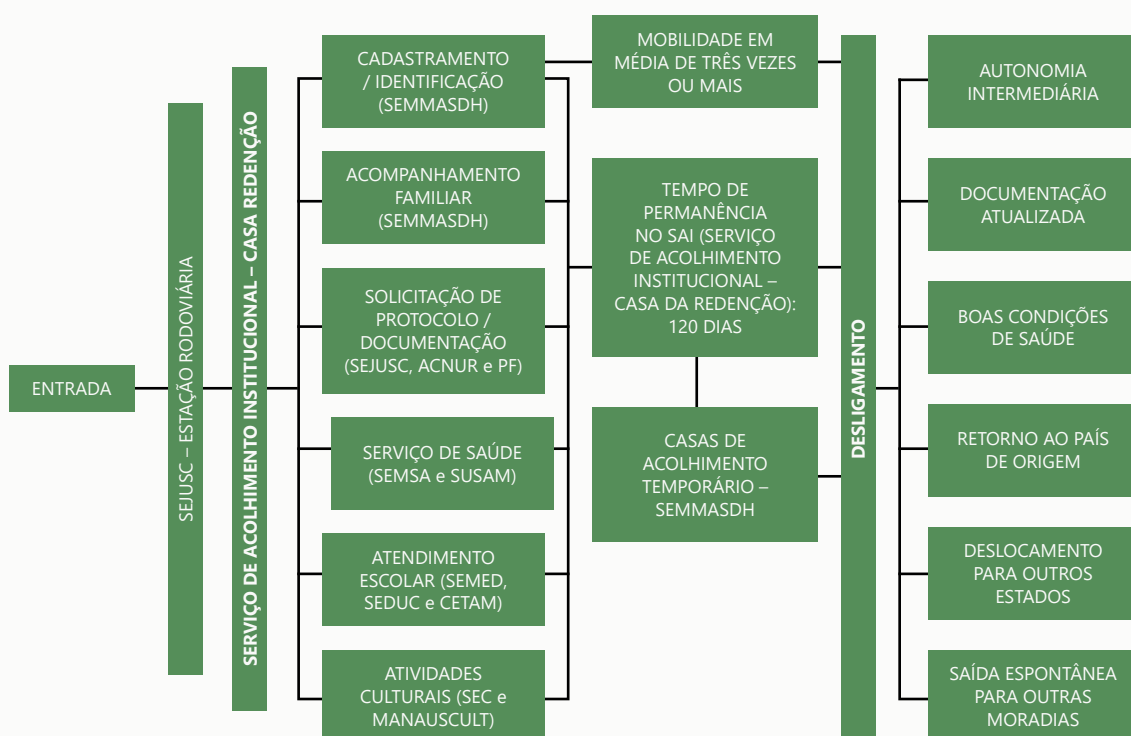 ENTRADA
SEJUSC – ESTAÇÃO RODOVIÁRIA
SERVIÇO DE ACOLHIMENTO INSTITUCIONAL – CASA REDENÇÃO
CADASTRAMENTO
/ IDENTIFICAÇÃO
(SEMMASDH)
ACOMPANHAMENTO
FAMILIAR
(SEMMASDH)
SOLICITAÇÃO DE
PROTOCOLO /
DOCUMENTAÇÃO
(SEJUSC, ACNUR e PF)
SERVIÇO DE SAÚDE
(SEMSA e SUSAM)
ATENDIMENTO
ESCOLAR (SEMED,
SEDUC e CETAM)
ATIVIDADES
CULTURAIS (SEC e
MANAUSCULT)
MOBILIDADE EM
MÉDIA DE TRÊS VEZES
OU MAIS
TEMPO DE
PERMANÊNCIA
NO SAI (SERVIÇO
DE ACOLHIMENTO
INSTITUCIONAL –
CASA DA REDENÇÃO):
120 DIAS
CASAS DE
ACOLHIMENTO
TEMPORÁRIO –
SEMMASDH
DESLIGAMENTO
AUTONOMIA
INTERMEDIÁRIA
DOCUMENTAÇÃO
ATUALIZADA
BOAS CONDIÇÕES
DE SAÚDE
RETORNO AO PAÍS
DE ORIGEM
DESLOCAMENTO
PARA OUTROS
ESTADOS
SAÍDA ESPONTÂNEA
PARA OUTRAS
MORADIAS